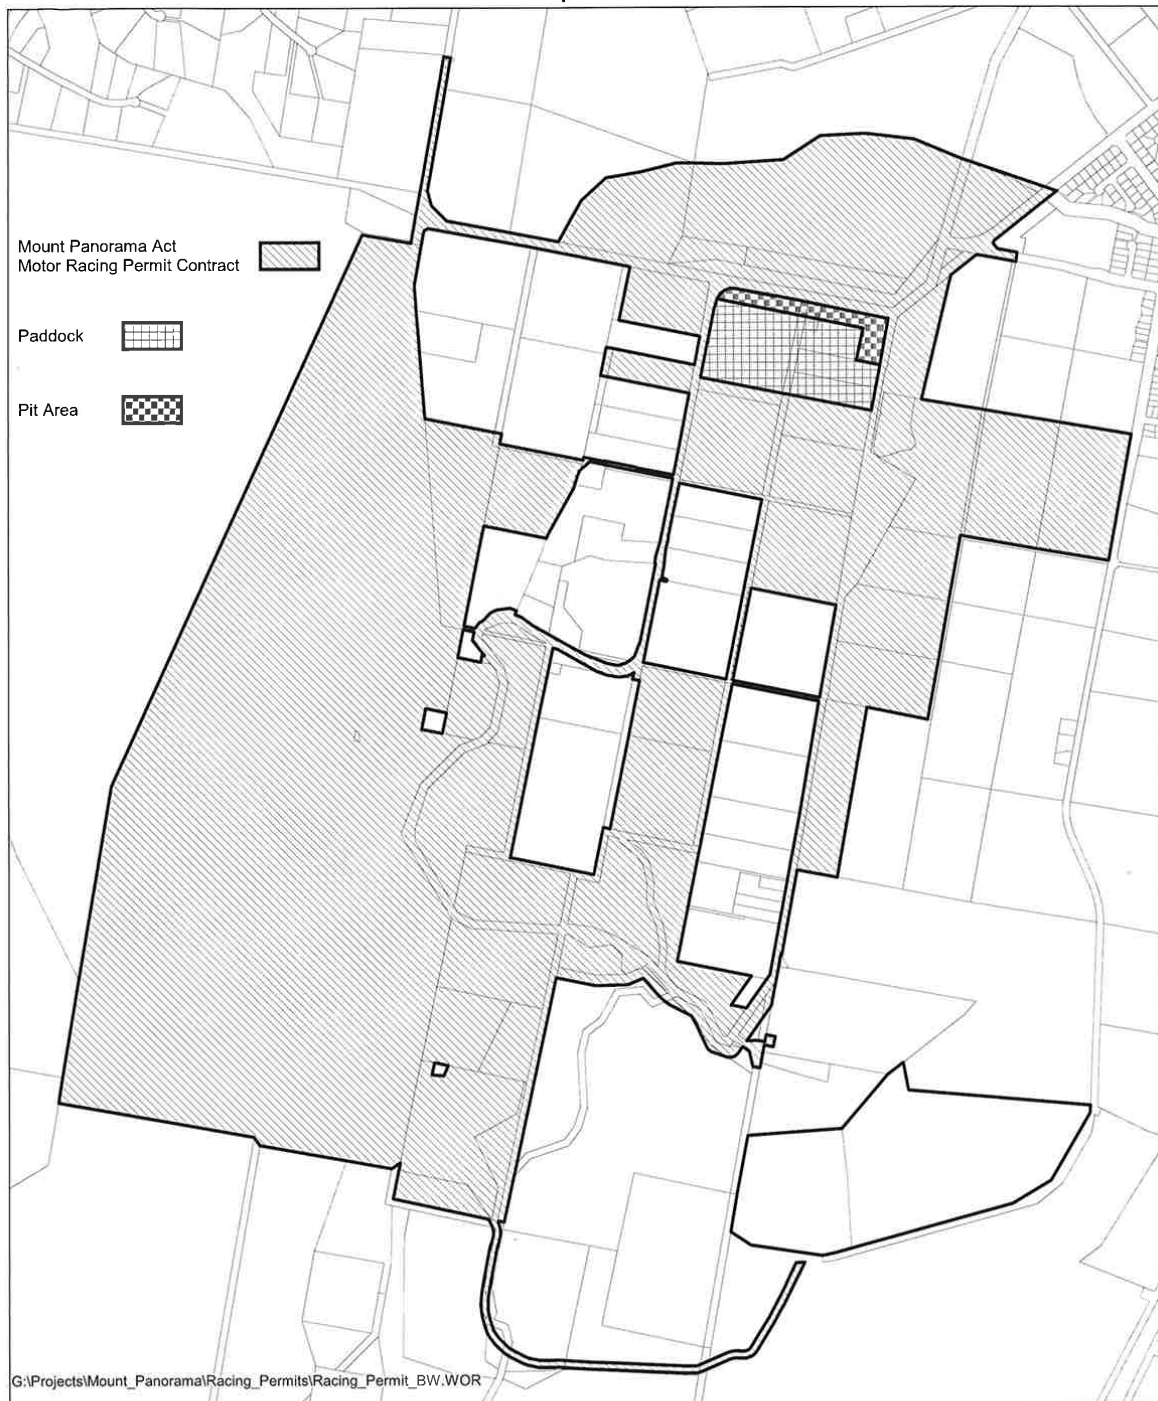 Mount Panorama Act
Motor Racing Permit Contract
Paddock
Pit Area
G:\Projects\Mount_Panorama\Racing_Permits\Racing_Permit_BW.WOR